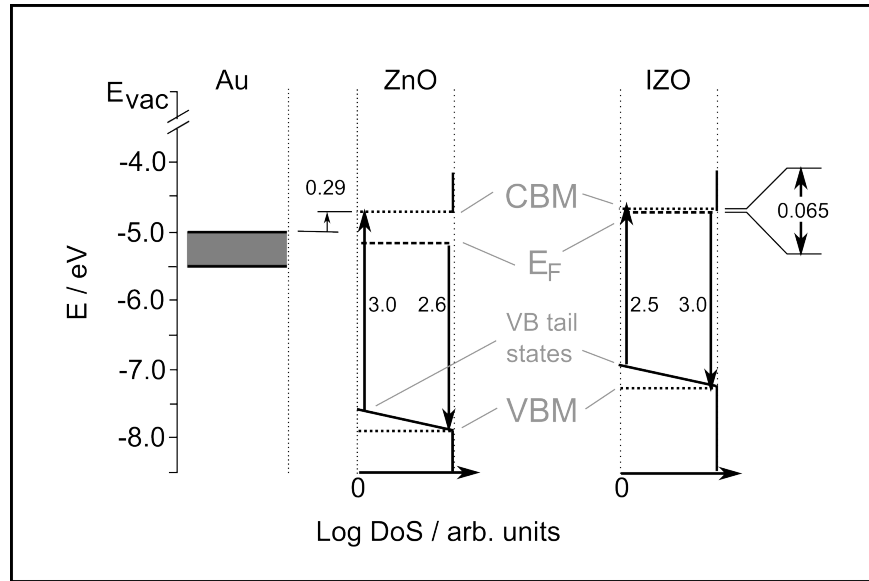 Au
ZnO
IZO
Evac
-4.0
-5.0
-6.0
-7.0
-8.0
E / eV
0.29
CBM
EF
VB tail
states
VBM
3.0
2.6
2.5
3.0
0.065
0
0
Log DoS / arb. units